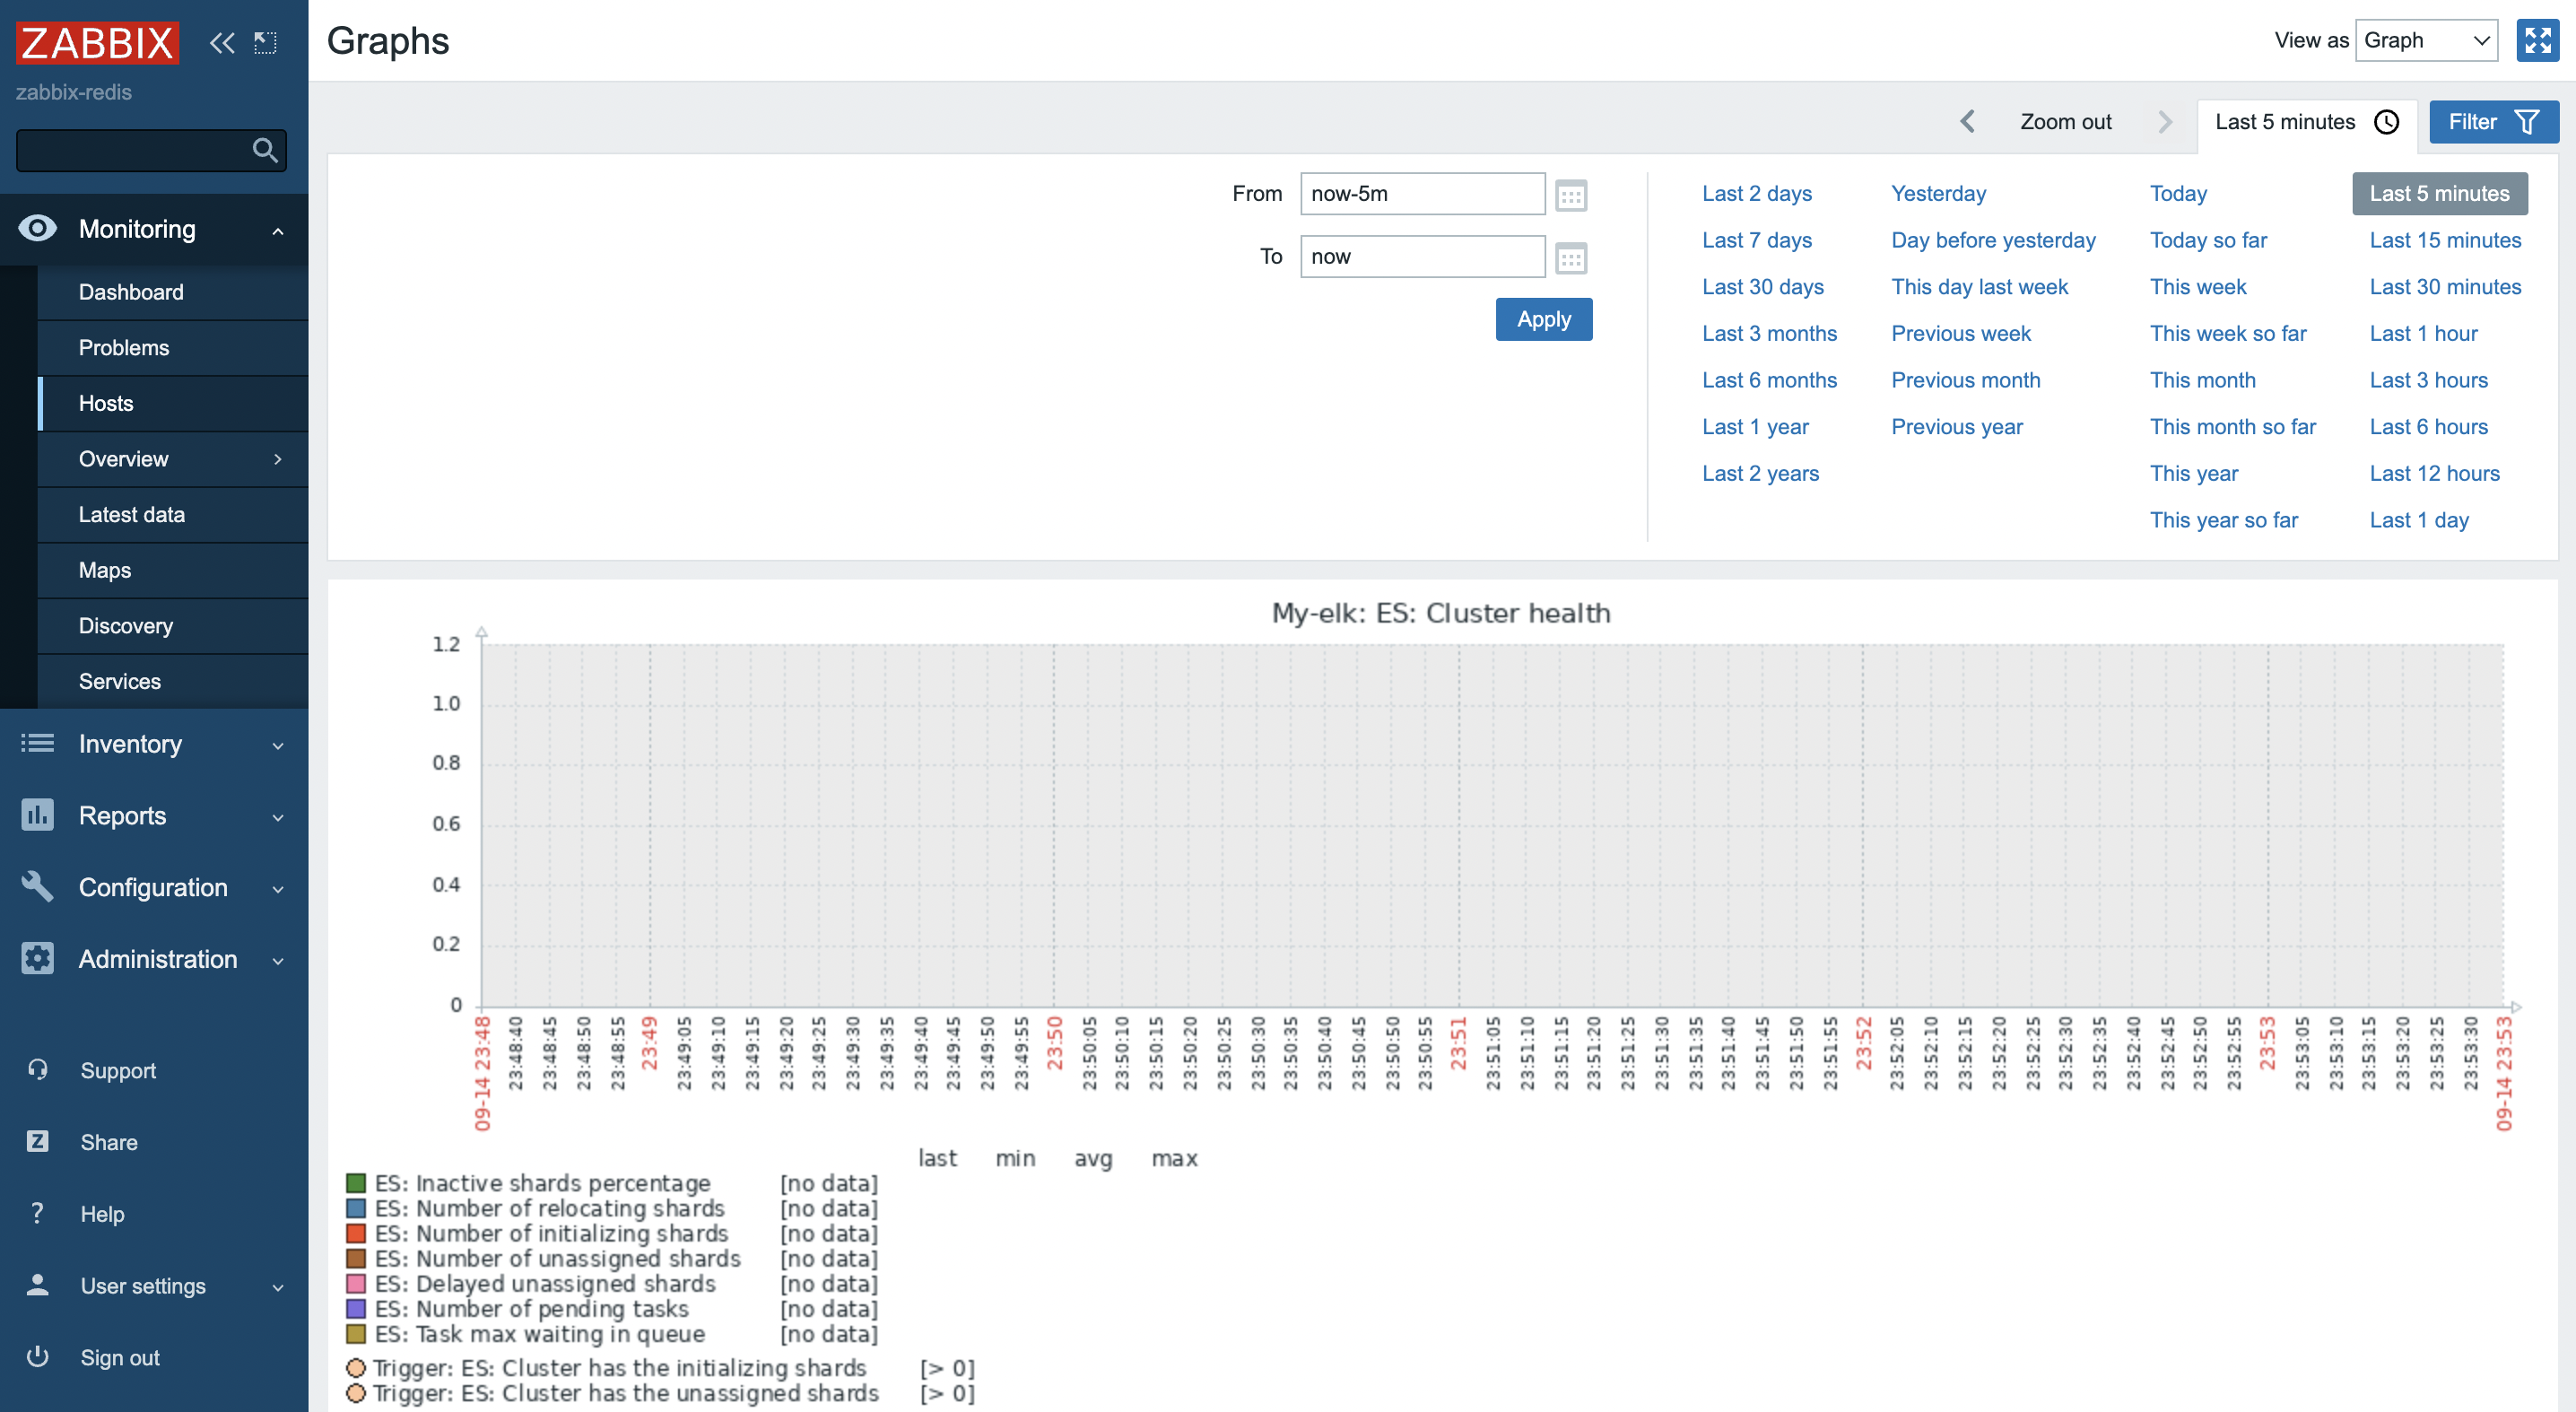 ZABBIX
zabbix-redis
Monitoring
Dashboard
Problems
Hosts
Overview
Latest data
Maps
Discovery
Services
Inventory
Reports
Configuration
Administration
Support
Z Share
? Help
User settings
Sign out
Graphs
View as Graph
Zoom out
Last 5 minutes
Filter
From now-5m
To now
Apply
Last 2 days Yesterday Today Last 5 minutes
Last 7 days Day before yesterday Today so far Last 15 minutes
Last 30 days This day last week This week Last 30 minutes
Last 3 months Previous week This week so far Last 1 hour
Last 6 months Previous month This month Last 3 hours
Last 1 year Previous year This month so far Last 6 hours
Last 2 years This year Last 12 hours
This year so far Last 1 day
My-elk: ES: Cluster health
1.2
1.0
0.8
0.6
0.4
0.2
0
09-14 23:48 23:48:40 23:48:45 23:48:50 23:48:55 23:49 23:49:05 23:49:10 23:49:15 23:49:20 23:49:25 23:49:30 23:49:35 23:49:40 23:49:45 23:49:50 23:49:55 23:50 23:50:05 23:50:10 23:50:15 23:50:20 23:50:25 23:50:30 23:50:35 23:50:40 23:50:45 23:50:50 23:50:55 23:51 23:51:05 23:51:10 23:51:15 23:51:20 23:51:25 23:51:30 23:51:35 23:51:40 23:51:45 23:51:50 23:51:55 23:52 23:52:05 23:52:10 23:52:15 23:52:20 23:52:25 23:52:30 23:52:35 23:52:40 23:52:45 23:52:50 23:52:55 23:53 23:53:05 23:53:10 23:53:15 23:53:20 23:53:25 23:53:30 09-14 23:53
last min avg max
ES: Inactive shards percentage [no data]
ES: Number of relocating shards [no data]
ES: Number of initializing shards [no data]
ES: Number of unassigned shards [no data]
ES: Delayed unassigned shards [no data]
ES: Number of pending tasks [no data]
ES: Task max waiting in queue [no data]
Trigger: ES: Cluster has the initializing shards [> 0]
Trigger: ES: Cluster has the unassigned shards [> 0]